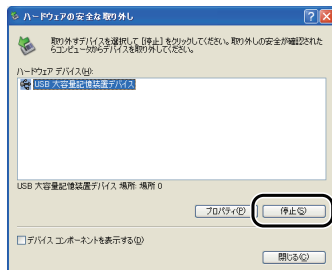 ハードウェアの安全な取り外し
取り外すデバイスを選択して [停止] をクリックしてください。取り外しの安全が確認された
らコンピュータからデバイスを取り外してください。
ハードウェア デバイス(H):
USB 大容量記憶装置デバイス
USB 大容量記憶装置デバイス 場所: 場所 0
プロパティ(P)
停止(S)
デバイス コンポーネントを表示する(D)
閉じる(C)